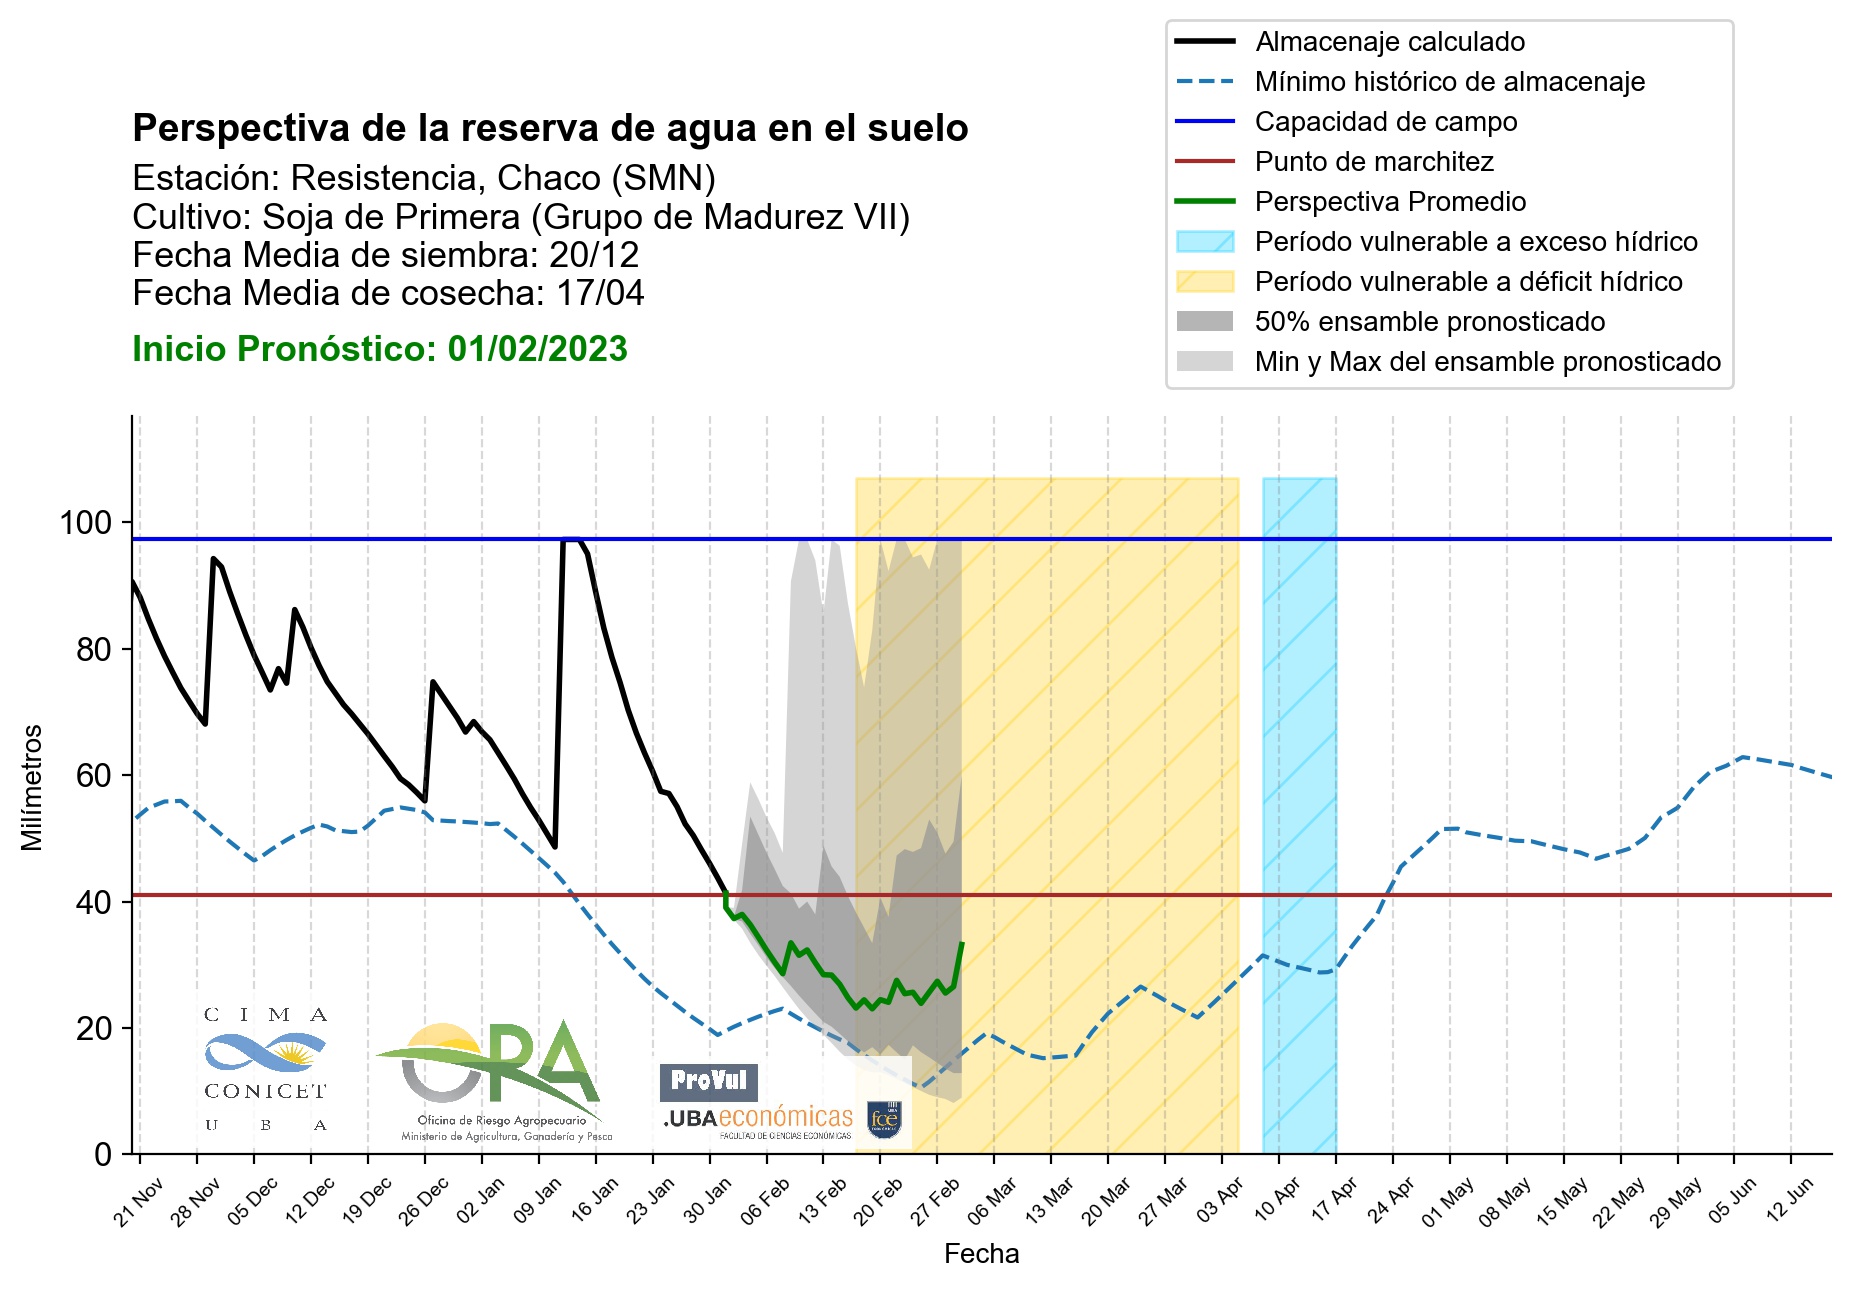 Almacenaje calculado
Mínimo histórico de almacenaje
Capacidad de campo
Punto de marchitez
Perspectiva Promedio
Período vulnerable a exceso hídrico
Período vulnerable a déficit hídrico
50% ensamble pronosticado
Min y Max del ensamble pronosticado
Perspectiva de la reserva de agua en el suelo
Estación: Resistencia, Chaco (SMN)
Cultivo: Soja de Primera (Grupo de Madurez VII)
Fecha Media de siembra: 20/12
Fecha Media de cosecha: 17/04
Inicio Pronóstico: 01/02/2023
100
80
60
40
20
0
Milímetros
CIMA
CONICET
UBA
ORA
Oficina de Riesgo Agropecuario
Ministerio de Agricultura, Ganadería y Pesca
ProVul
.UBAeconómicas
FACULTAD DE CIENCIAS ECONÓMICAS
UBA
fce
21 Nov
28 Nov
05 Dec
12 Dec
19 Dec
26 Dec
02 Jan
09 Jan
16 Jan
23 Jan
30 Jan
06 Feb
13 Feb
20 Feb
27 Feb
06 Mar
13 Mar
20 Mar
27 Mar
03 Apr
10 Apr
17 Apr
24 Apr
01 May
08 May
15 May
22 May
29 May
05 Jun
12 Jun
Fecha